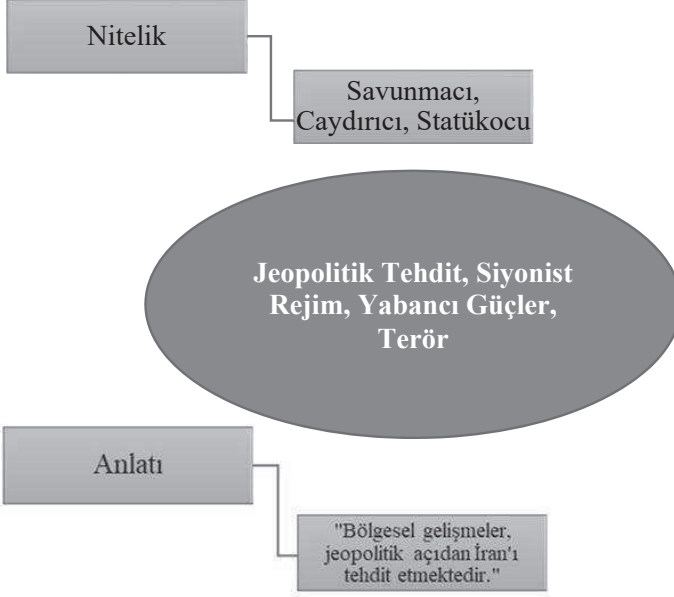 Nitelik
Savunmacı,
Caydırıcı, Statükocu
Jeopolitik Tehdit, Siyonist
Rejim, Yabancı Güçler,
Terör
Anlatı
"Bölgesel gelişmeler,
jeopolitik açıdan İran'ı
tehdit etmektedir."